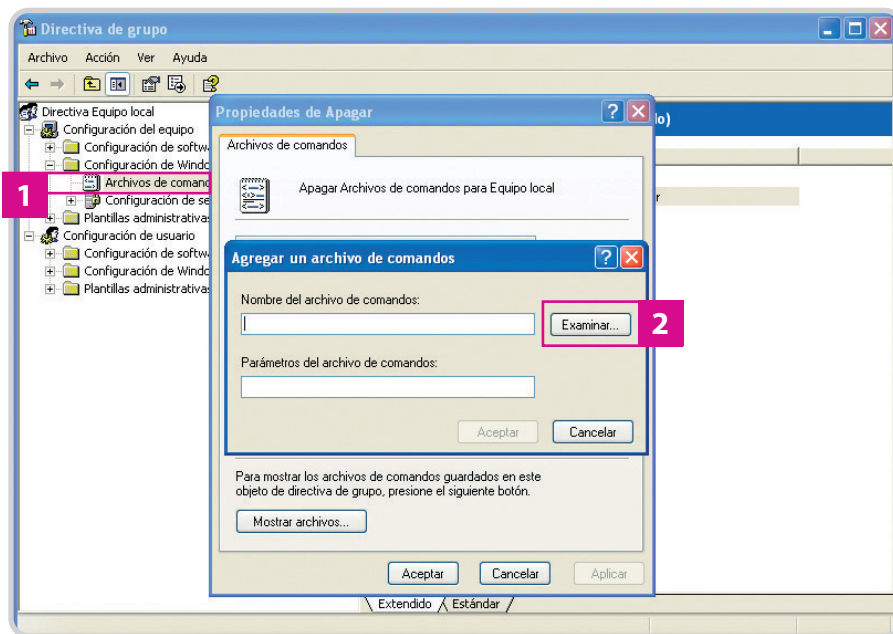 Directiva de grupo
Archivo Acción Ver Ayuda
Directiva Equipo local
Configuración del equipo
Configuración de softw
Configuración de Windo
1
Archivos de comand
Configuración de se
Plantillas administrativas
Configuración de usuario
Configuración de softw
Configuración de Windo
Plantillas administrativas
lo)
r
Propiedades de Apagar
Archivos de comandos
Apagar Archivos de comandos para Equipo local
Agregar un archivo de comandos
Nombre del archivo de comandos:
Examinar...
2
Parámetros del archivo de comandos:
Aceptar Cancelar
Para mostrar los archivos de comandos guardados en este
objeto de directiva de grupo, presione el siguiente botón.
Mostrar archivos...
Aceptar Cancelar Aplicar
Extendido Estándar